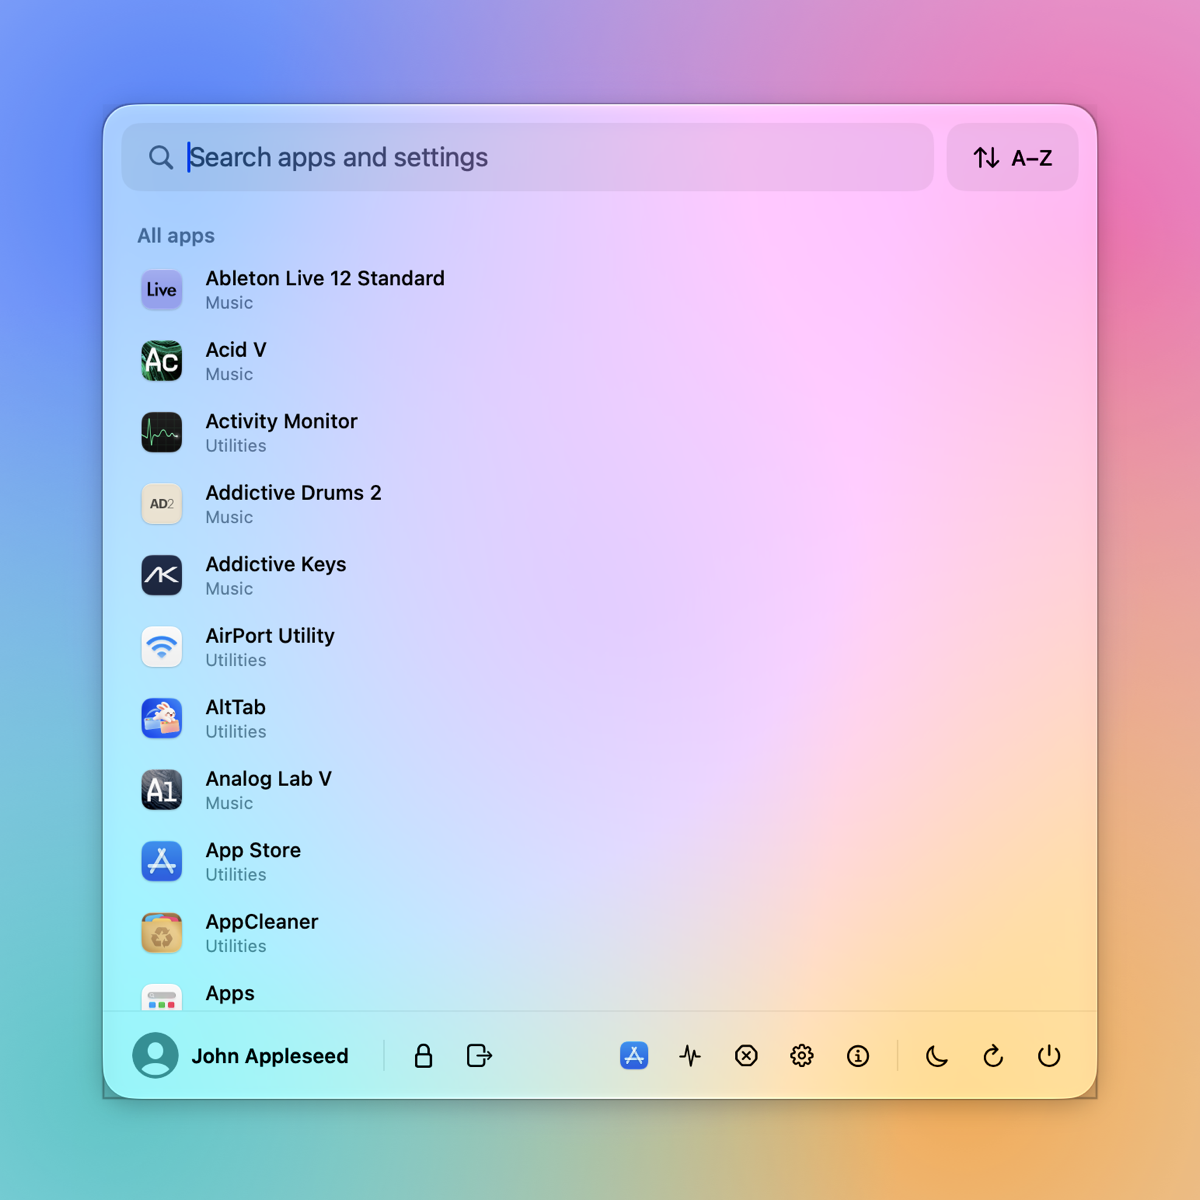 Search apps and settings
A–Z
All apps
Live
Ableton Live 12 Standard
Music
Ac
Acid V
Music
Activity Monitor
Utilities
AD2
Addictive Drums 2
Music
AK
Addictive Keys
Music
AirPort Utility
Utilities
AltTab
Utilities
Al
Analog Lab V
Music
App Store
Utilities
AppCleaner
Utilities
Apps
John Appleseed